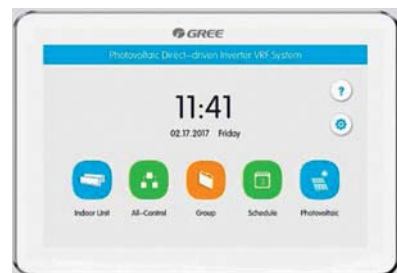 GREE
Photovoltaic Direct-driven Inverter VRF System
?
11:41
02.17.2017 Friday
Indoor Unit All-Control Group Schedule Photovoltaic